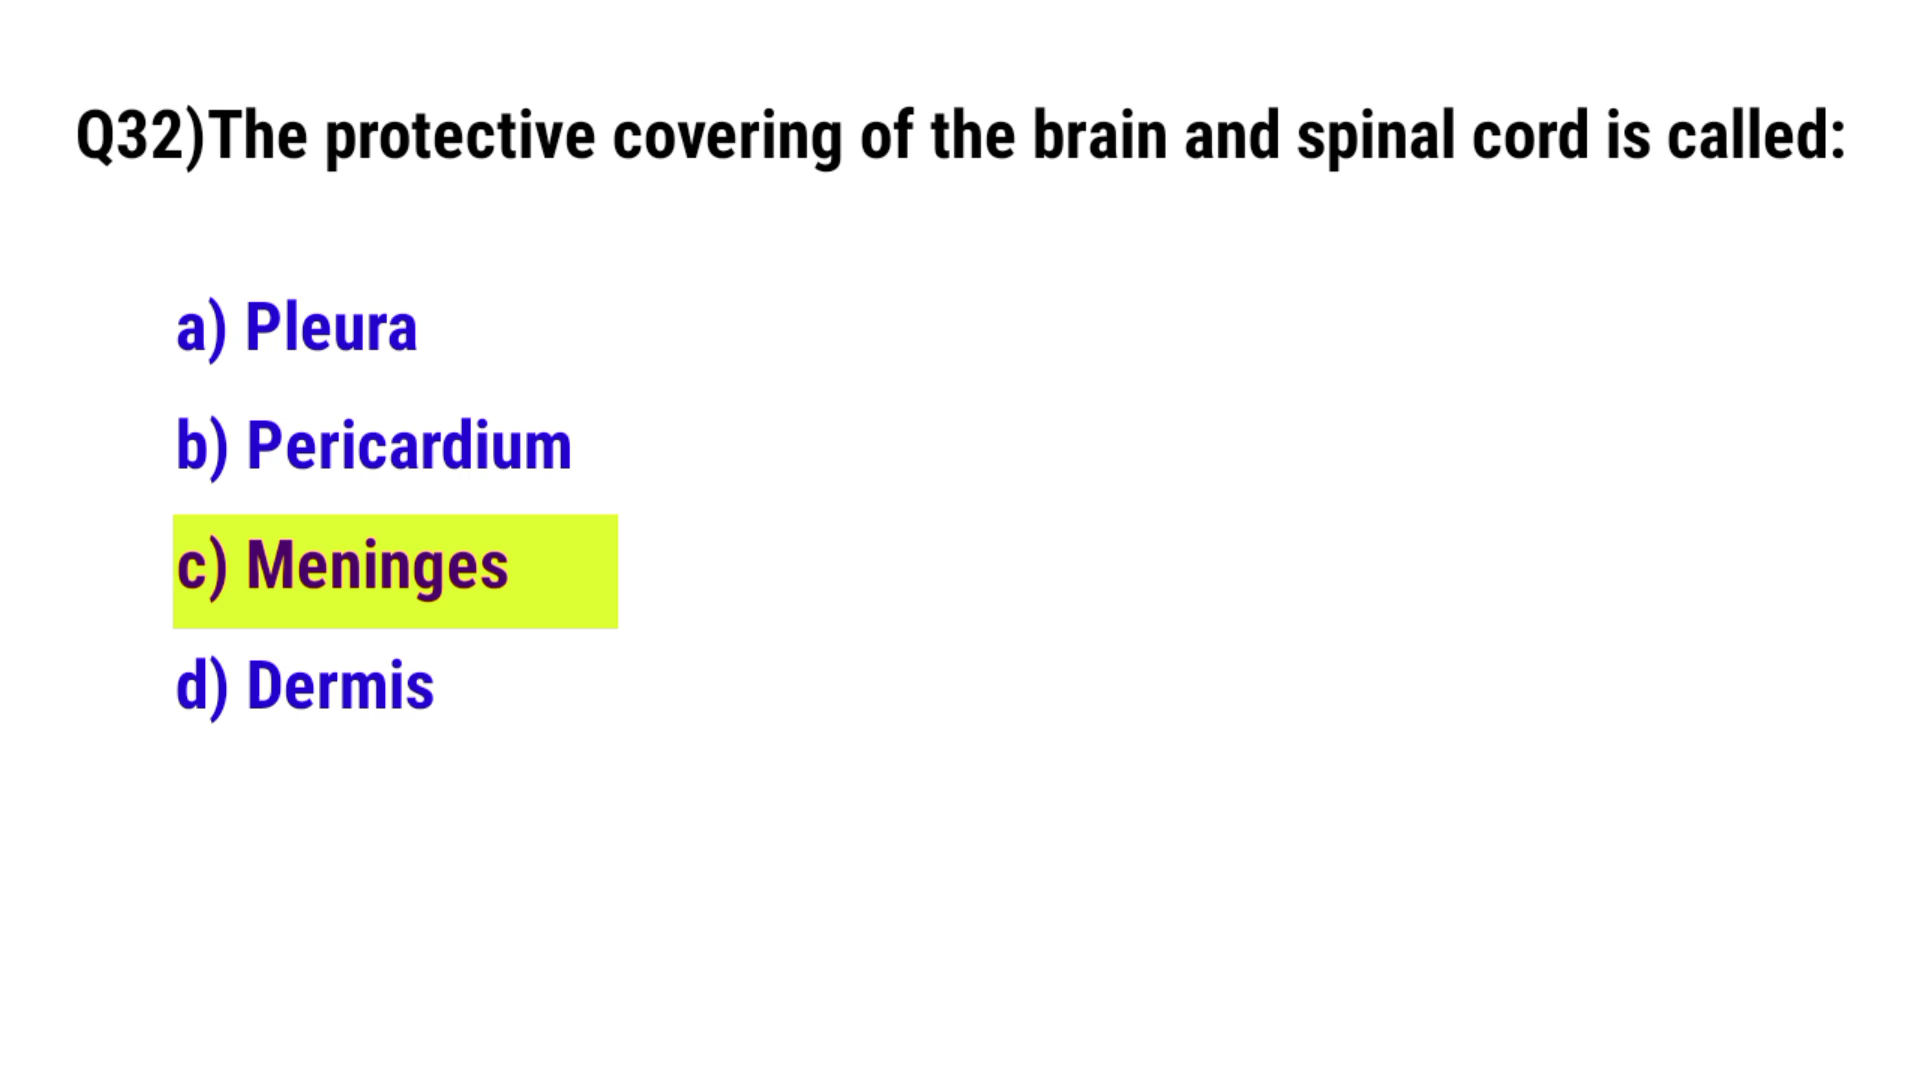 Q32)The protective covering of the brain and spinal cord is called:
a) Pleura
b) Pericardium
c) Meninges
d) Dermis